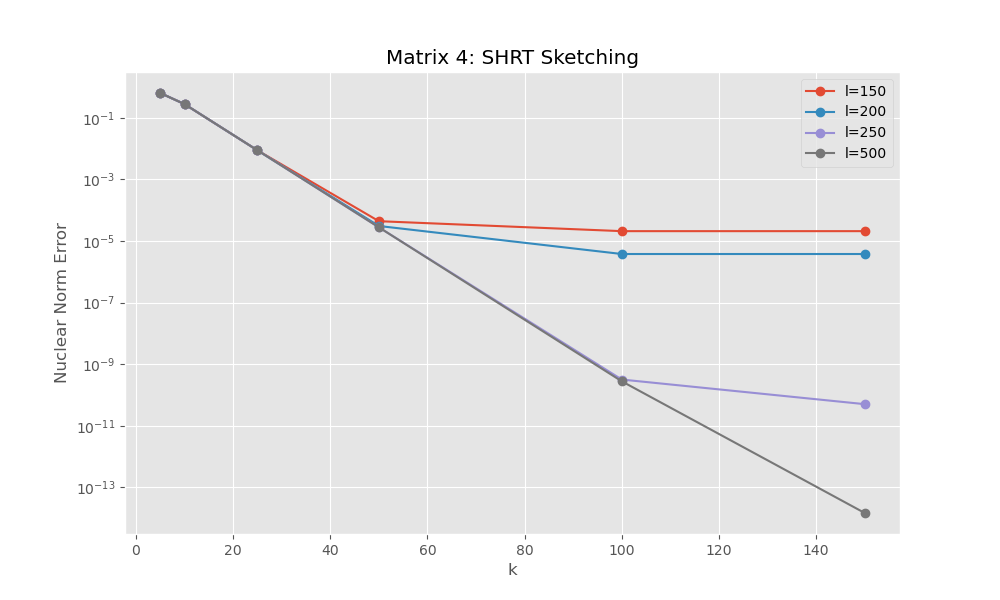 Matrix 4: SHRT Sketching
l=150
l=200
l=250
l=500
Nuclear Norm Error
10⁻¹
10⁻³
10⁻⁵
10⁻⁷
10⁻⁹
10⁻¹¹
10⁻¹³
0 20 40 60 80 100 120 140
k